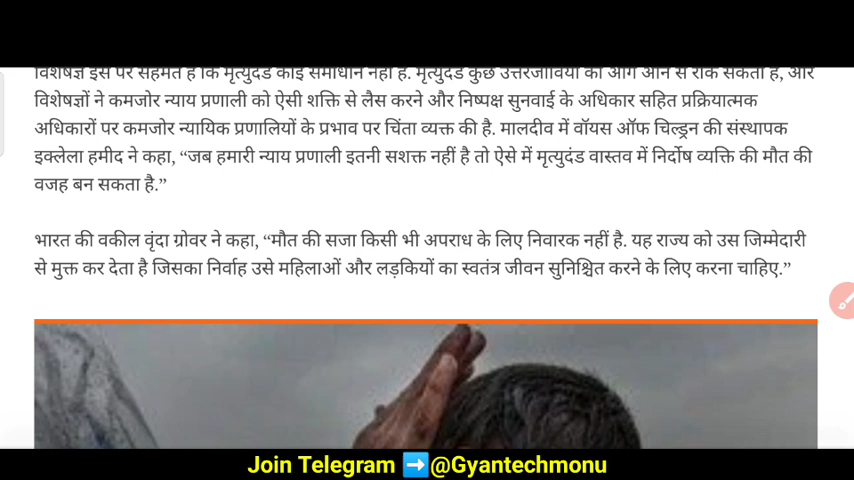 विशेषज्ञ इस पर सहमत हैं कि मृत्युदंड कोई समाधान नहीं है. मृत्युदंड कुछ उत्तरजीवियों को आगे आने से रोक सकता है, और
विशेषज्ञों ने कमजोर न्याय प्रणाली को ऐसी शक्ति से लैस करने और निष्पक्ष सुनवाई के अधिकार सहित प्रक्रियात्मक
अधिकारों पर कमजोर न्यायिक प्रणालियों के प्रभाव पर चिंता व्यक्त की है. मालदीव में वॉयस ऑफ चिल्ड्रन की संस्थापक
इक्लेला हमीद ने कहा, “जब हमारी न्याय प्रणाली इतनी सशक्त नहीं है तो ऐसे में मृत्युदंड वास्तव में निर्दोष व्यक्ति की मौत की
वजह बन सकता है.”
भारत की वकील वृंदा ग्रोवर ने कहा, “मौत की सजा किसी भी अपराध के लिए निवारक नहीं है. यह राज्य को उस जिम्मेदारी
से मुक्त कर देता है जिसका निर्वाह उसे महिलाओं और लड़कियों का स्वतंत्र जीवन सुनिश्चित करने के लिए करना चाहिए.”
Join Telegram ➡️@Gyantechmonu